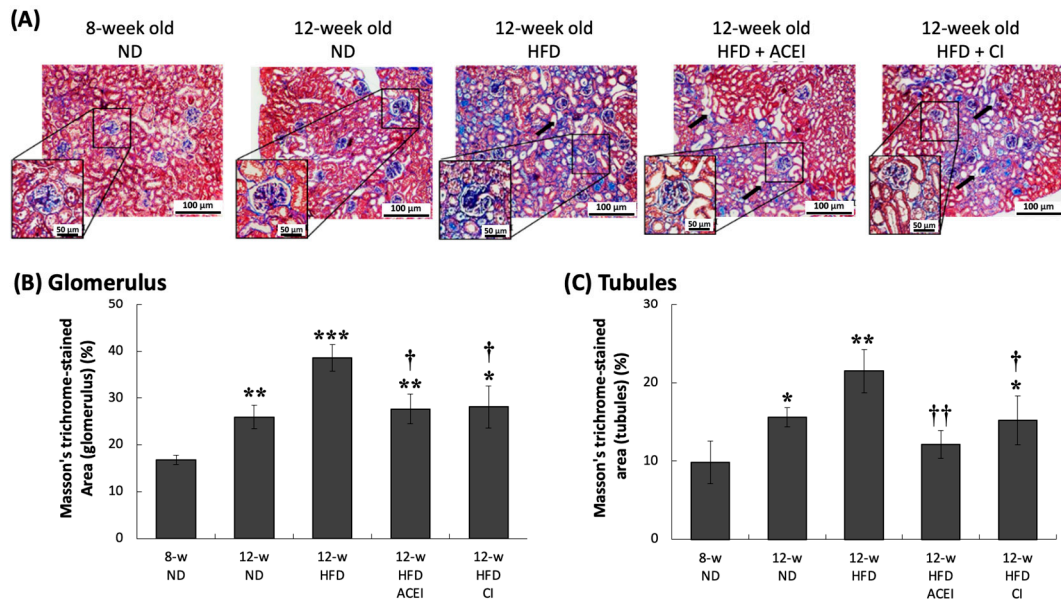 (A)
8-week old
ND
12-week old
ND
12-week old
HFD
12-week old
HFD + ACEI
12-week old
HFD + CI
50 µm
100 µm
50 µm
100 µm
50 µm
100 µm
50 µm
100 µm
50 µm
100 µm
(B) Glomerulus
Masson's trichrome-stained
Area (glomerulus) (%)
50
40
30
20
10
0
**
***
†
**
†
*
8-w
ND
12-w
ND
12-w
HFD
12-w
HFD
ACEI
12-w
HFD
CI
(C) Tubules
Masson's trichrome-stained
area (tubules) (%)
30
20
10
0
*
**
††
†
*
8-w
ND
12-w
ND
12-w
HFD
12-w
HFD
ACEI
12-w
HFD
CI